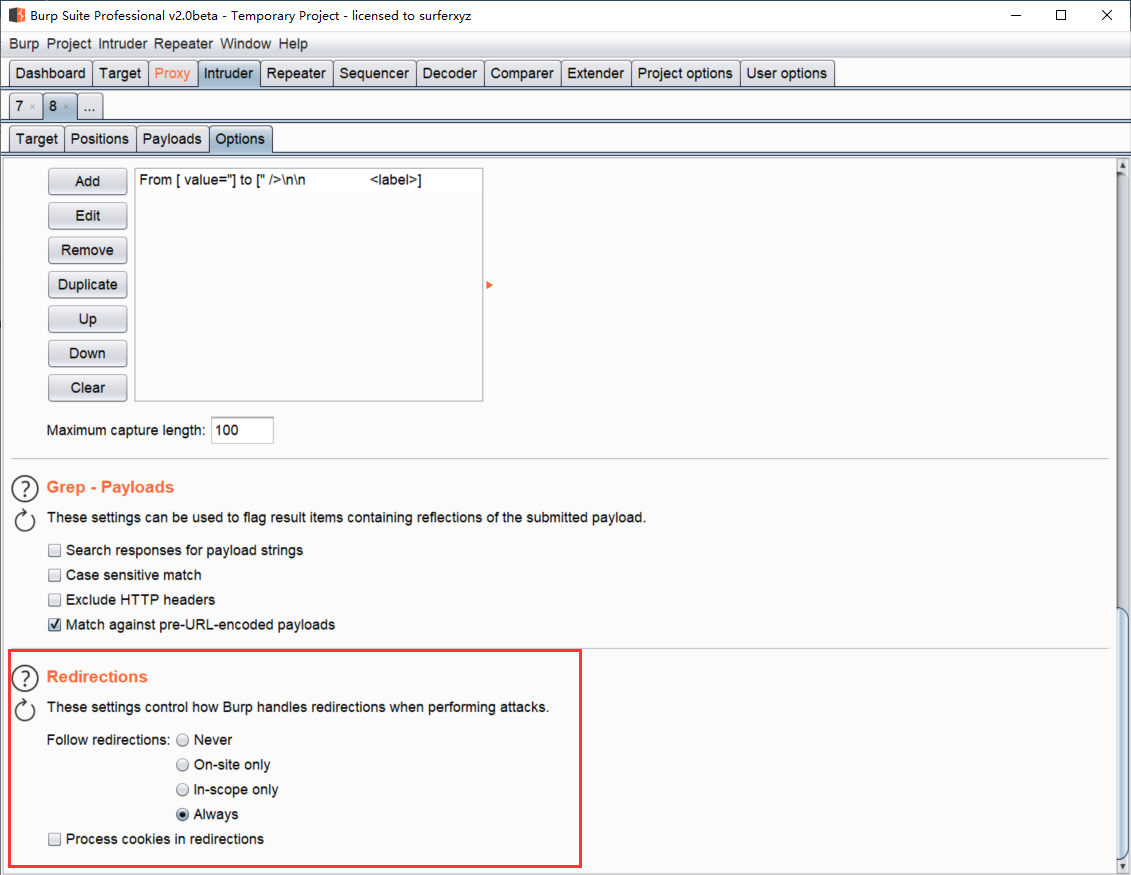 Burp Suite Professional v2.0beta - Temporary Project - licensed to surferxyz
Burp Project Intruder Repeater Window Help
Dashboard Target Proxy Intruder Repeater Sequencer Decoder Comparer Extender Project options User options
7 × 8 × ...
Target Positions Payloads Options
Add
From [ value="] to [" />\n\n <label>]
Edit
Remove
Duplicate
Up
Down
Clear
Maximum capture length: 100
? Grep - Payloads
These settings can be used to flag result items containing reflections of the submitted payload.
Search responses for payload strings
Case sensitive match
Exclude HTTP headers
Match against pre-URL-encoded payloads
? Redirections
These settings control how Burp handles redirections when performing attacks.
Follow redirections: Never
On-site only
In-scope only
Always
Process cookies in redirections